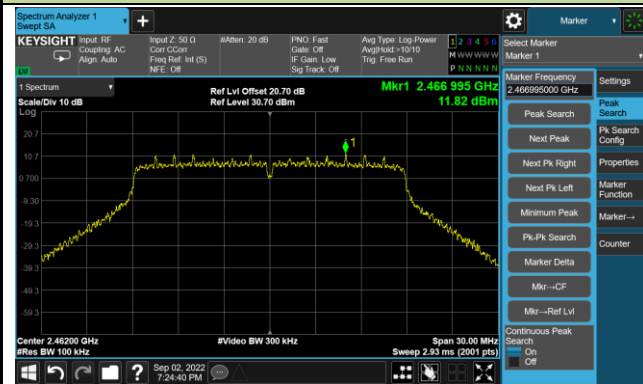 Spectrum Analyzer 1
Swept SA
Marker
KEYSIGHT
Input: RF
Coupling: AC
Align: Auto
Input Z: 50 Ω
Corr CCorr
Freq Ref: Int (S)
NFE: Off
#Atten: 20 dB
PNO: Fast
Gate: Off
IF Gain: Low
Sig Track: Off
Avg Type: Log-Power
Avg|Hold:>10/10
Trig: Free Run
1 2 3 4 5 6
M W W W W W
P N N N N N
LXI
Select Marker
Marker 1
1 Spectrum
Scale/Div 10 dB
Log
Ref Lvl Offset 20.70 dB
Ref Level 30.70 dBm
Mkr1 2.466 995 GHz
11.82 dBm
1
20.7
10.7
0.700
-9.30
-19.3
-29.3
-39.3
-49.3
-59.3
Center 2.46200 GHz
#Res BW 100 kHz
#Video BW 300 kHz
Span 30.00 MHz
Sweep 2.93 ms (2001 pts)
Marker Frequency
2.466995000 GHz
Peak Search
Next Peak
Next Pk Right
Next Pk Left
Minimum Peak
Pk-Pk Search
Marker Delta
Mkr→CF
Mkr→Ref Lvl
Continuous Peak
Search
On
Off
Settings
Peak
Search
Pk Search
Config
Properties
Marker
Function
Marker→
Counter
Sep 02, 2022
7:24:40 PM